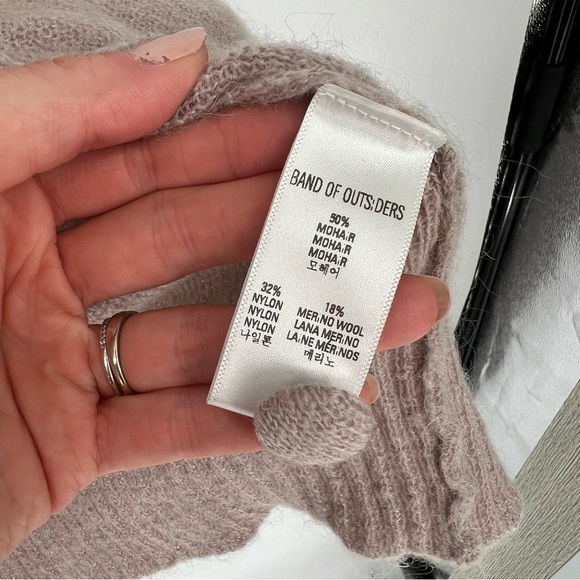 BAND OF OUTSiDERS
50%
MOHAiR
MOHAiR
MOHAiR
모헤어
32%
NYLON
NYLON
NYLON
나일론
18%
MERiNO WOOL
LANA MERiNO
LAiNE MÉRiNOS
메리노